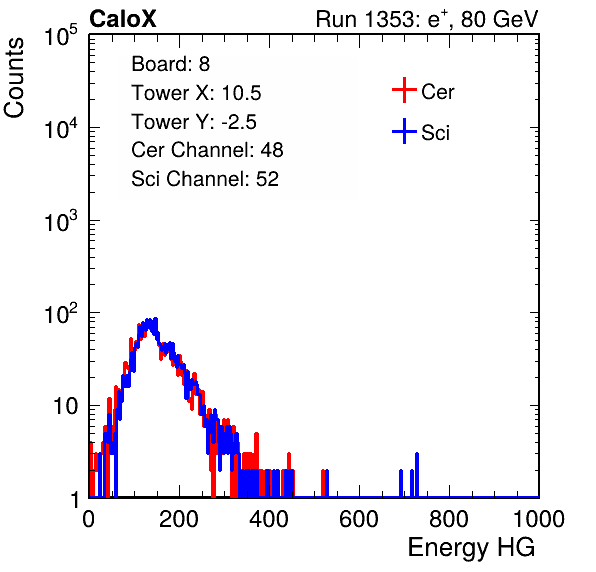 CaloX Run 1353: e⁺, 80 GeV
Counts
10⁵
10⁴
10³
10²
10
1
Board: 8
Tower X: 10.5
Tower Y: -2.5
Cer Channel: 48
Sci Channel: 52
Cer
Sci
0 200 400 600 800 1000
Energy HG